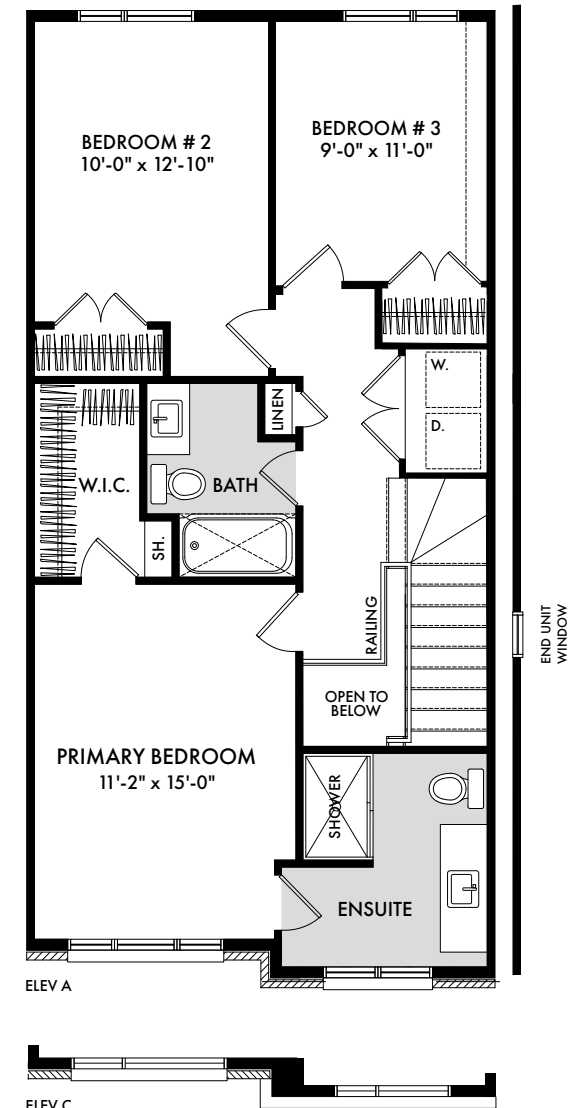 BEDROOM # 2
10'-0" x 12'-10"
BEDROOM # 3
9'-0" x 11'-0"
W.
D.
LINEN
W.I.C.
BATH
SH.
RAILING
END UNIT
WINDOW
OPEN TO
BELOW
PRIMARY BEDROOM
11'-2" x 15'-0"
SHOWER
ENSUITE
ELEV A
ELEV C